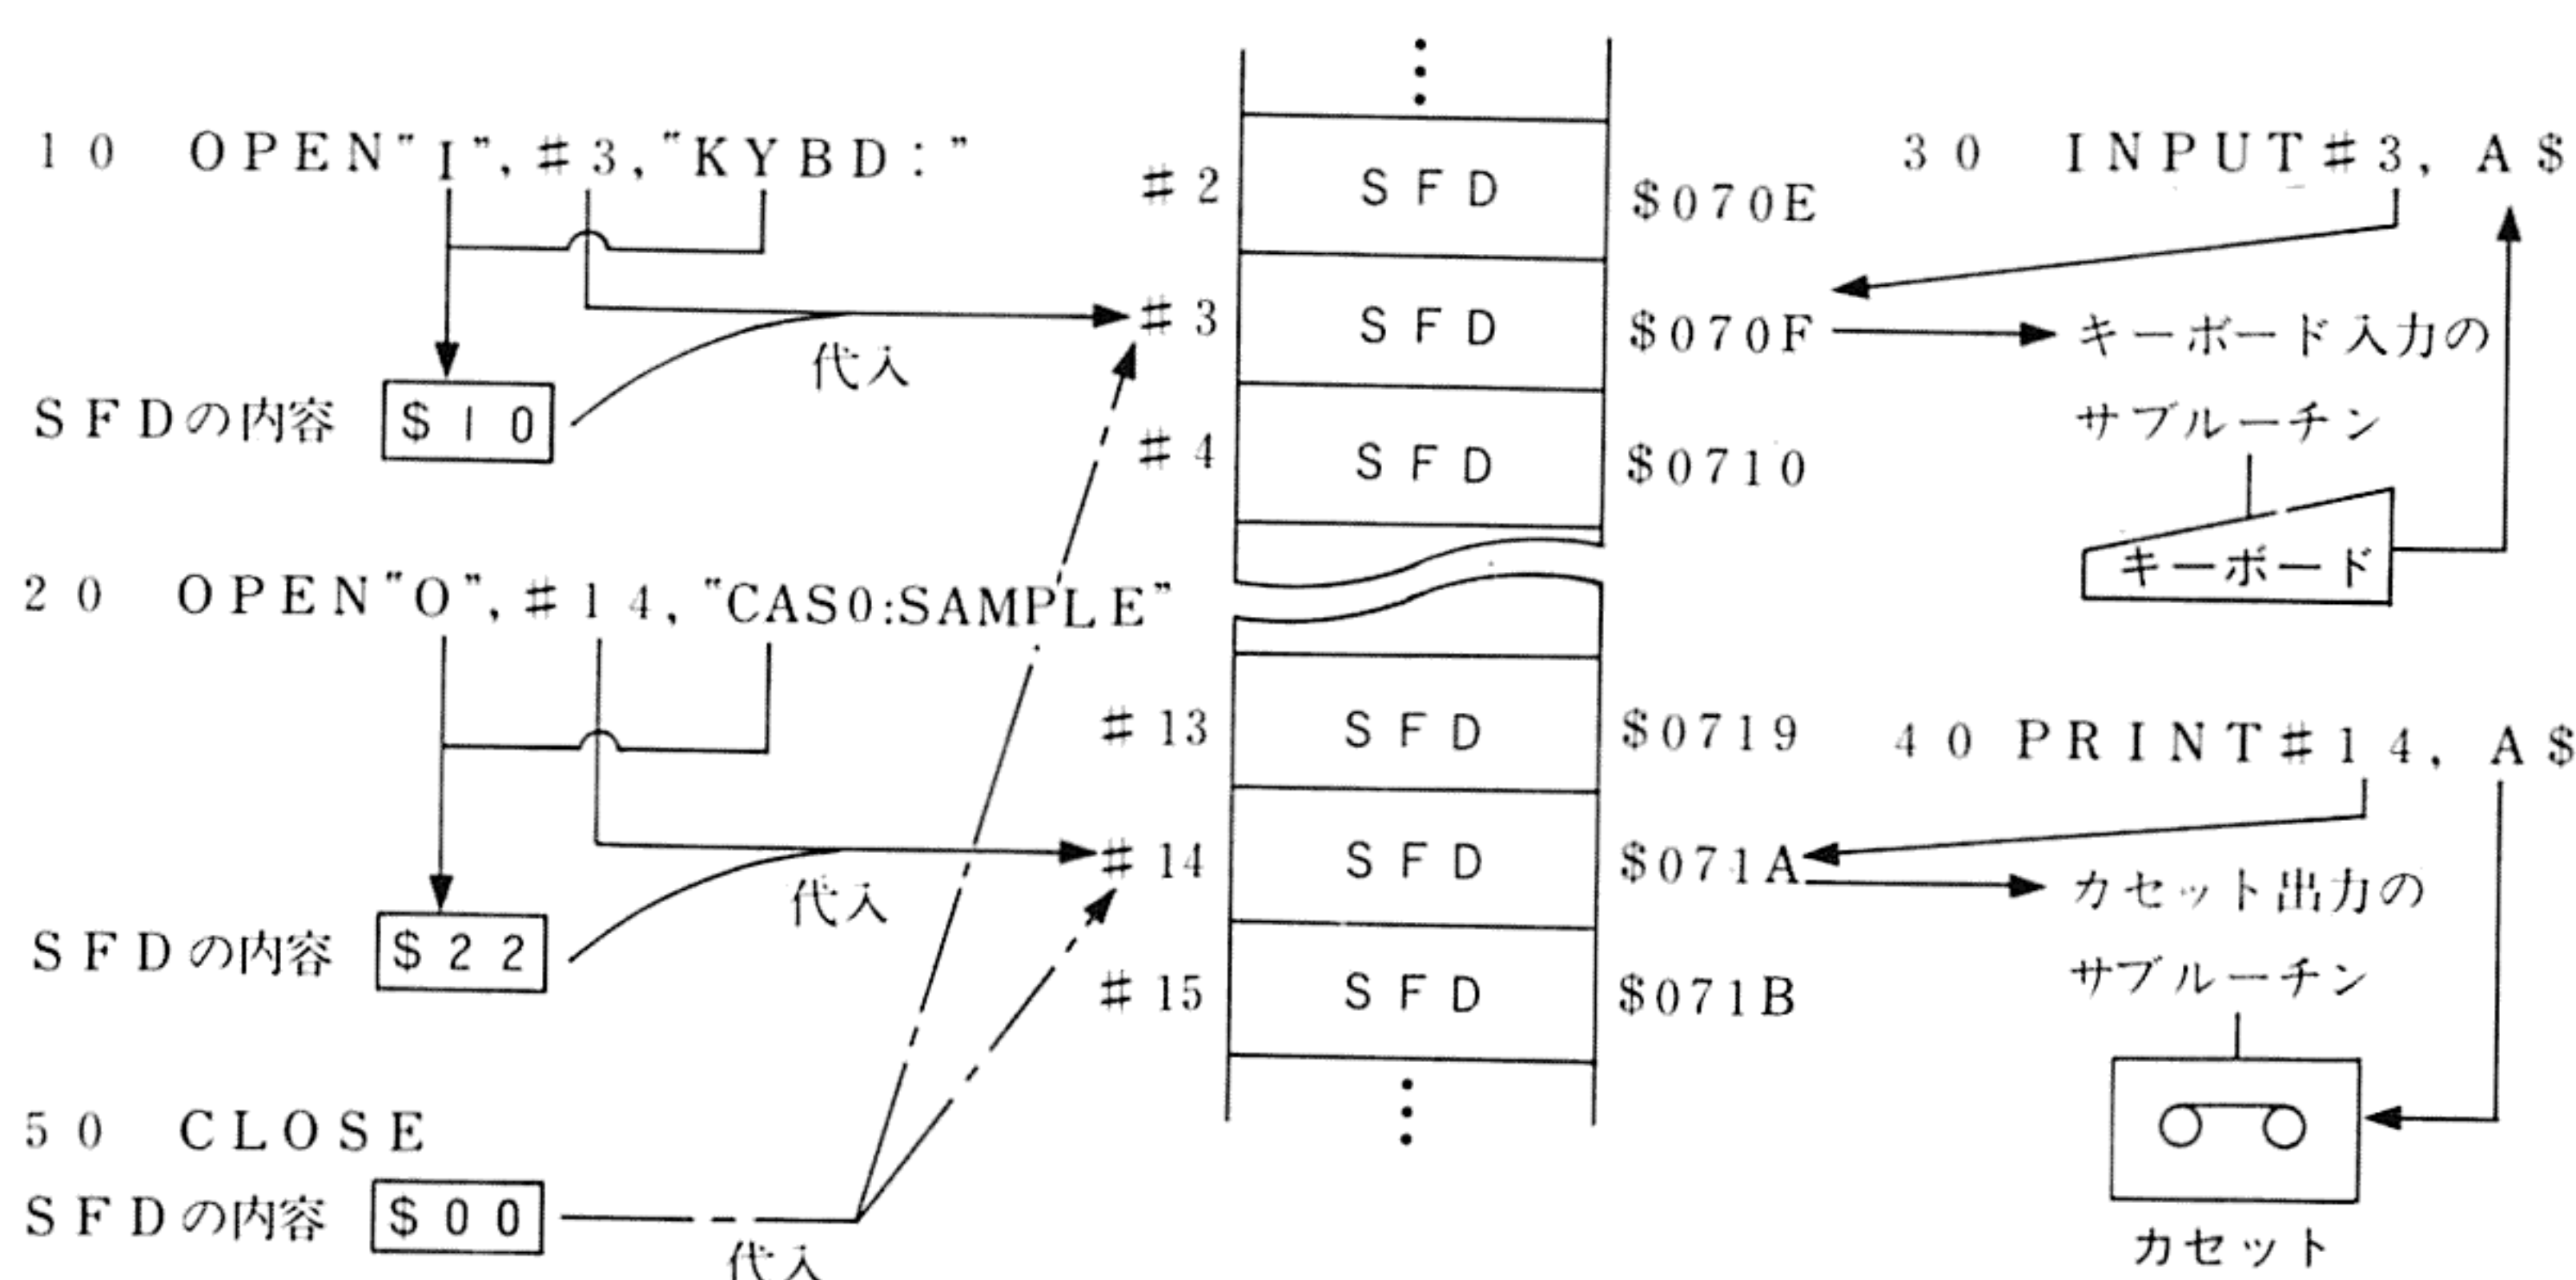 10 OPEN"I",#3,"KYBD:"
SFDの内容 $10
代入
20 OPEN"O",#14,"CAS0:SAMPLE"
SFDの内容 $22
代入
50 CLOSE
SFDの内容 $00
代入
#2 SFD $070E
#3 SFD $070F
#4 SFD $0710
#13 SFD $0719
#14 SFD $071A
#15 SFD $071B
30 INPUT#3, A$
キーボード入力の
サブルーチン
キーボード
40 PRINT#14, A$
カセット出力の
サブルーチン
カセット